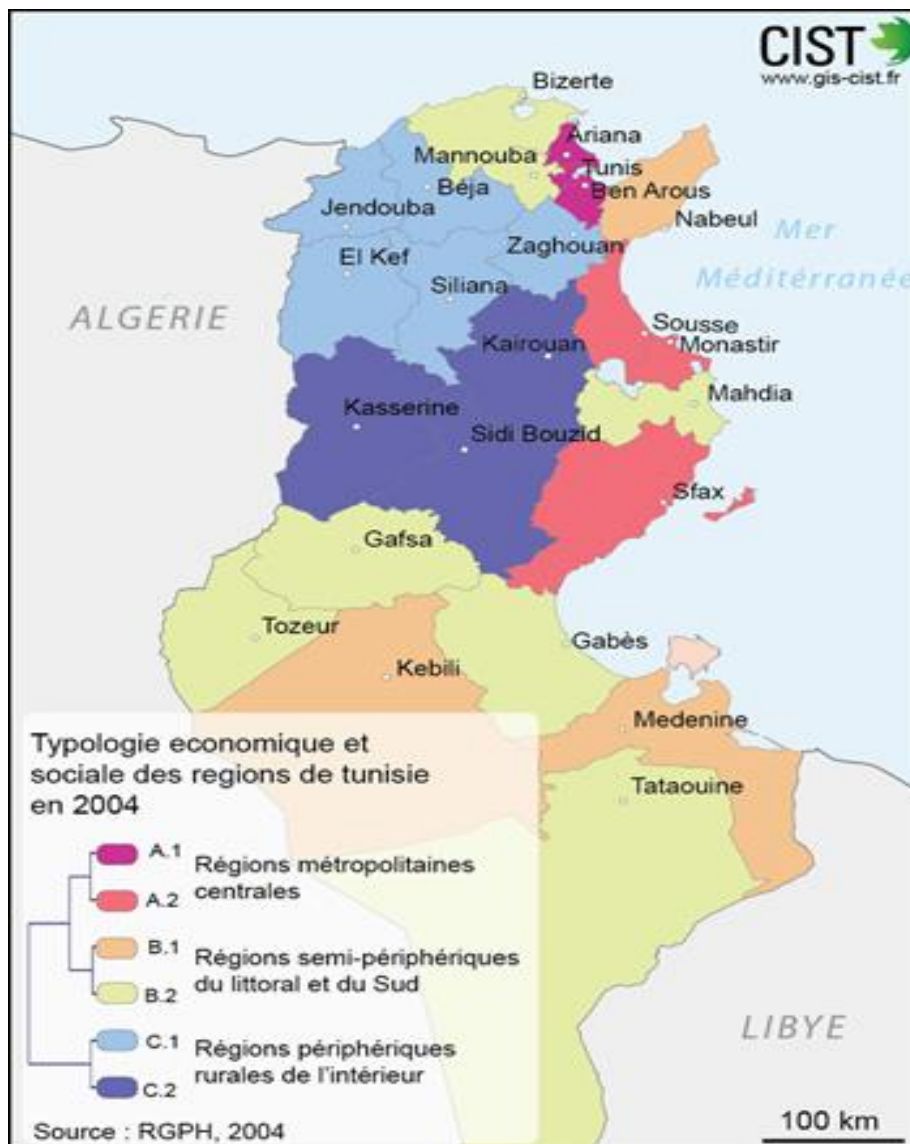 CIST
www.gis-cist.fr
Bizerte
Ariana
Mannouba
Tunis
Béja
Ben Arous
Jendouba
Nabeul
Zaghouan
Mer
Méditérranée
El Kef
Siliana
ALGERIE
Sousse
Kairouan
Monastir
Mahdia
Kasserine
Sidi Bouzid
Sfax
Gafsa
Tozeur
Gabès
Kebili
Medenine
Tataouine
Typologie economique et
sociale des regions de tunisie
en 2004
A.1
Régions métropolitaines
centrales
A.2
B.1
Régions semi-périphériques
du littoral et du Sud
B.2
C.1
Régions périphériques
rurales de l'intérieur
C.2
LIBYE
Source : RGPH, 2004
100 km